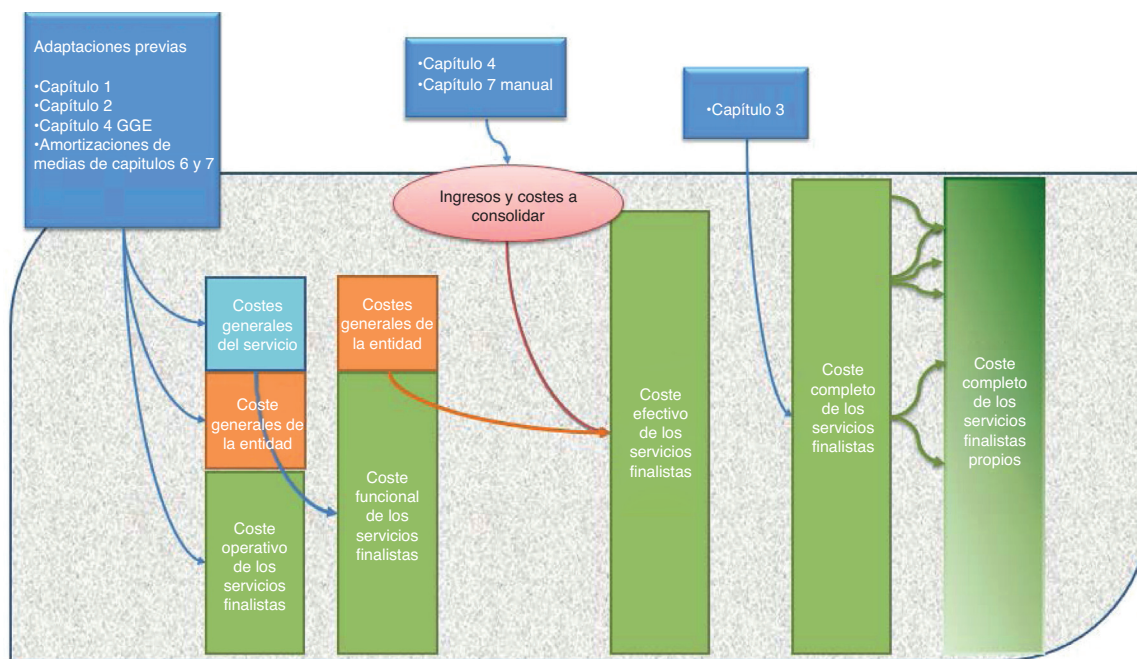 Adaptaciones previas
•Capítulo 1
•Capítulo 2
•Capítulo 4 GGE
•Amortizaciones de
medias de capitulos 6 y 7
•Capítulo 4
•Capítulo 7 manual
•Capítulo 3
Ingresos y costes a
consolidar
Costes
generales
del servicio
Coste
generales de
la entidad
Coste
operativo de
los servicios
finalistas
Costes
generales de
la entidad
Coste
funcional de
los servicios
finalistas
Coste
efectivo de
los servicios
finalistas
Coste
completo de
los servicios
finalistas
Coste
completo de
los servicios
finalistas
propios